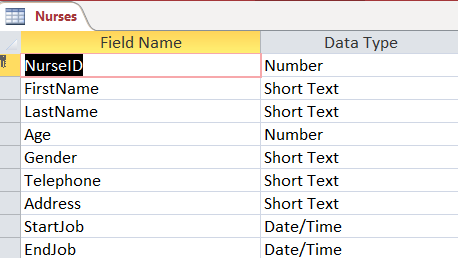 Nurses
Field Name Data Type
NurseID Number
FirstName Short Text
LastName Short Text
Age Number
Gender Short Text
Telephone Short Text
Address Short Text
StartJob Date/Time
EndJob Date/Time